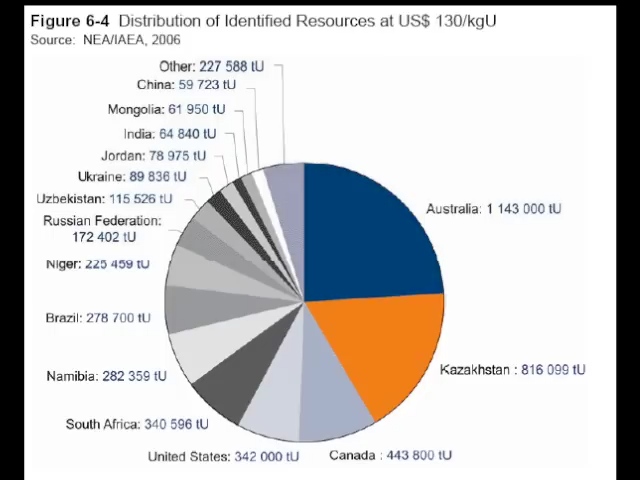 Figure 6-4 Distribution of Identified Resources at US$ 130/kgU
Source: NEA/IAEA, 2006
Other: 227 588 tU
China: 59 723 tU
Mongolia: 61 950 tU
India: 64 840 tU
Jordan: 78 975 tU
Ukraine: 89 836 tU
Uzbekistan: 115 526 tU
Russian Federation:
172 402 tU
Niger: 225 459 tU
Brazil: 278 700 tU
Namibia: 282 359 tU
South Africa: 340 596 tU
United States: 342 000 tU
Canada : 443 800 tU
Kazakhstan : 816 099 tU
Australia: 1 143 000 tU